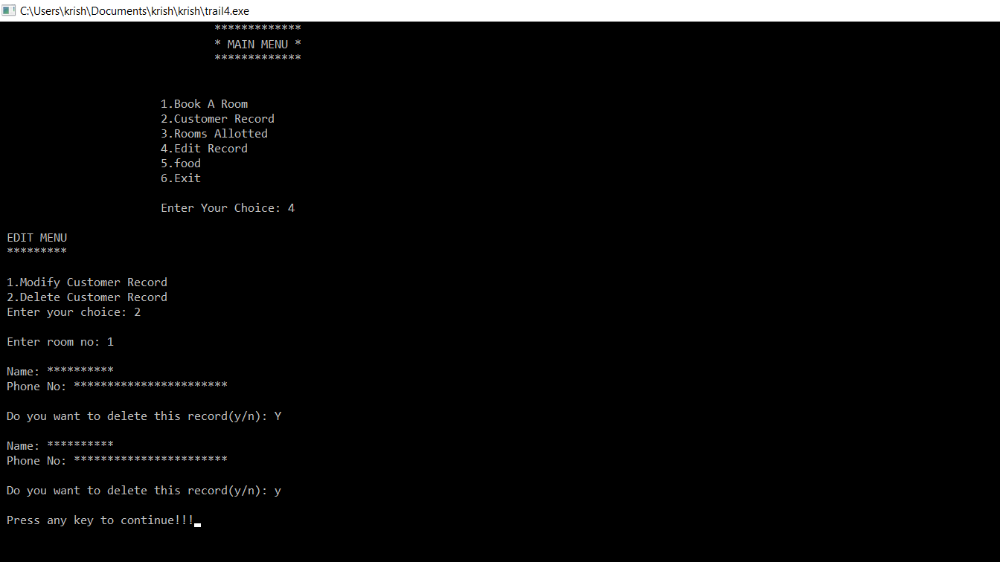 C:\Users\krish\Documents\krish\krish\trail4.exe
*************
* MAIN MENU *
*************
1.Book A Room
2.Customer Record
3.Rooms Allotted
4.Edit Record
5.food
6.Exit
Enter Your Choice: 4
EDIT MENU
*********
1.Modify Customer Record
2.Delete Customer Record
Enter your choice: 2
Enter room no: 1
Name: **********
Phone No: ***********************
Do you want to delete this record(y/n): Y
Name: **********
Phone No: ***********************
Do you want to delete this record(y/n): y
Press any key to continue!!!